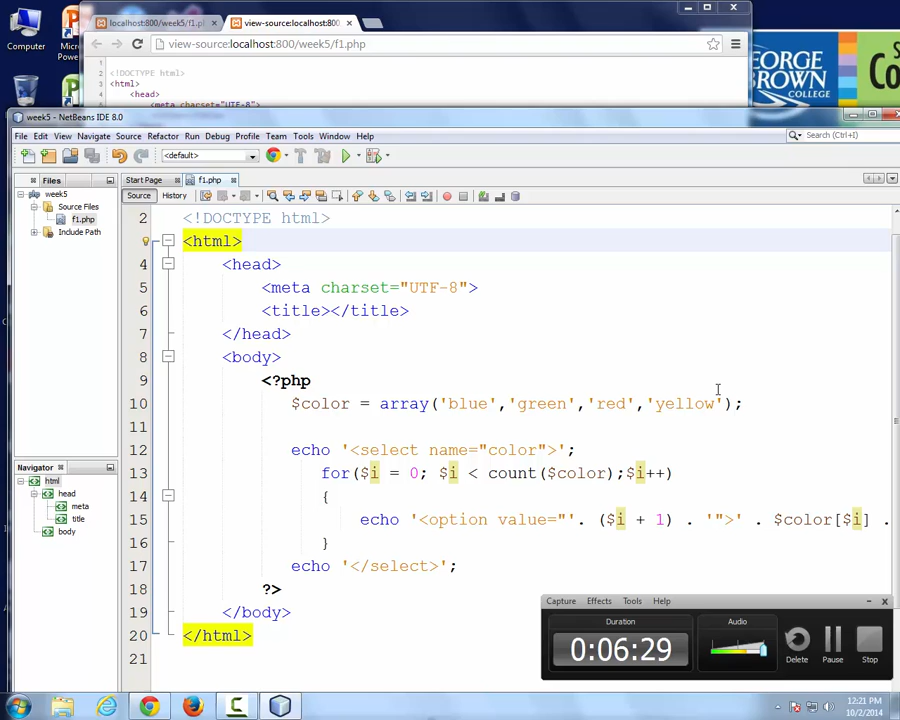 Computer
Micr
Power
localhost:800/week5/f1.ph
view-source:localhost:800
view-source:localhost:800/week5/f1.php
1
2 <!DOCTYPE html>
3 <html>
4 <head>
5 <meta charset="UTF-8">
GEORGE
BROWN
COLLEGE
S
Co
week5 - NetBeans IDE 8.0
File Edit View Navigate Source Refactor Run Debug Profile Team Tools Window Help
Search (Ctrl+I)
<default>
Files
Start Page
f1.php
week5
Source Files
f1.php
Include Path
Source History
2 <!DOCTYPE html>
<html>
4 <head>
5 <meta charset="UTF-8">
6 <title></title>
7 </head>
8 <body>
9 <?php
10 $color = array('blue','green','red','yellow');
11
12 echo '<select name="color">';
13 for($i = 0; $i < count($color);$i++)
14 {
15 echo '<option value="'. ($i + 1) . '">' . $color[$i] .
16 }
17 echo '</select>';
18 ?>
19 </body>
20 </html>
21
Navigator
html
head
meta
title
body
Capture Effects Tools Help
Duration
0:06:29
Audio
Delete Pause Stop
12:21 PM
10/2/2014